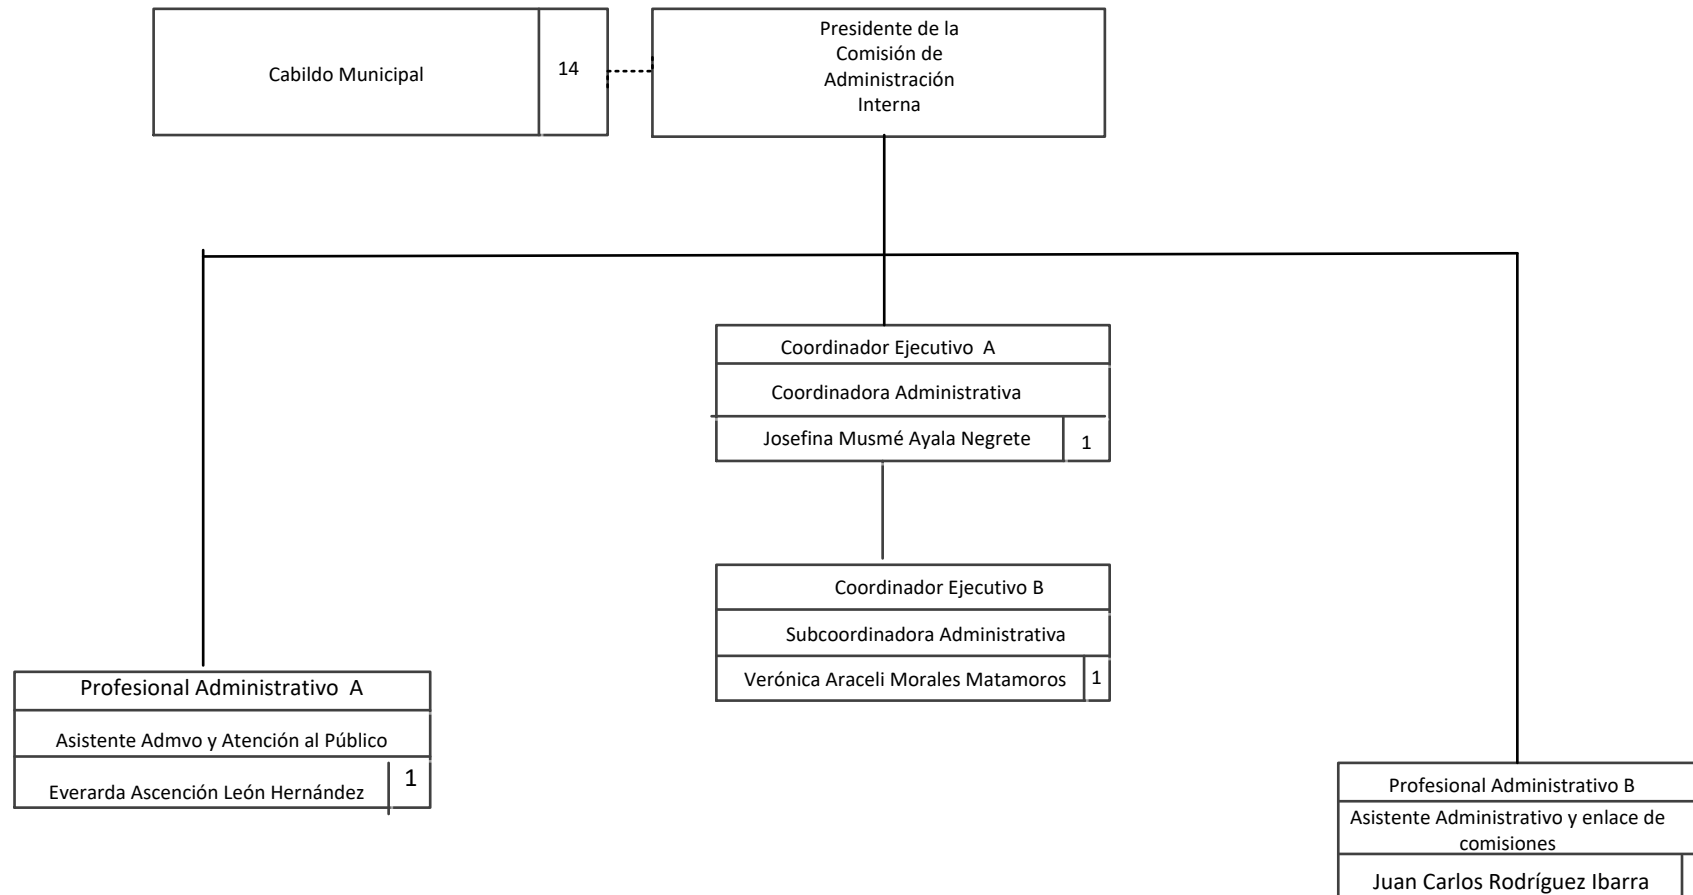 Cabildo Municipal
14
Presidente de la
Comisión de
Administración
Interna
Coordinador Ejecutivo A
Coordinadora Administrativa
Josefina Musmé Ayala Negrete
1
Coordinador Ejecutivo B
Subcoordinadora Administrativa
Verónica Araceli Morales Matamoros
1
Profesional Administrativo A
Asistente Admvo y Atención al Público
Everarda Ascención León Hernández
1
Profesional Administrativo B
Asistente Administrativo y enlace de
comisiones
Juan Carlos Rodríguez Ibarra